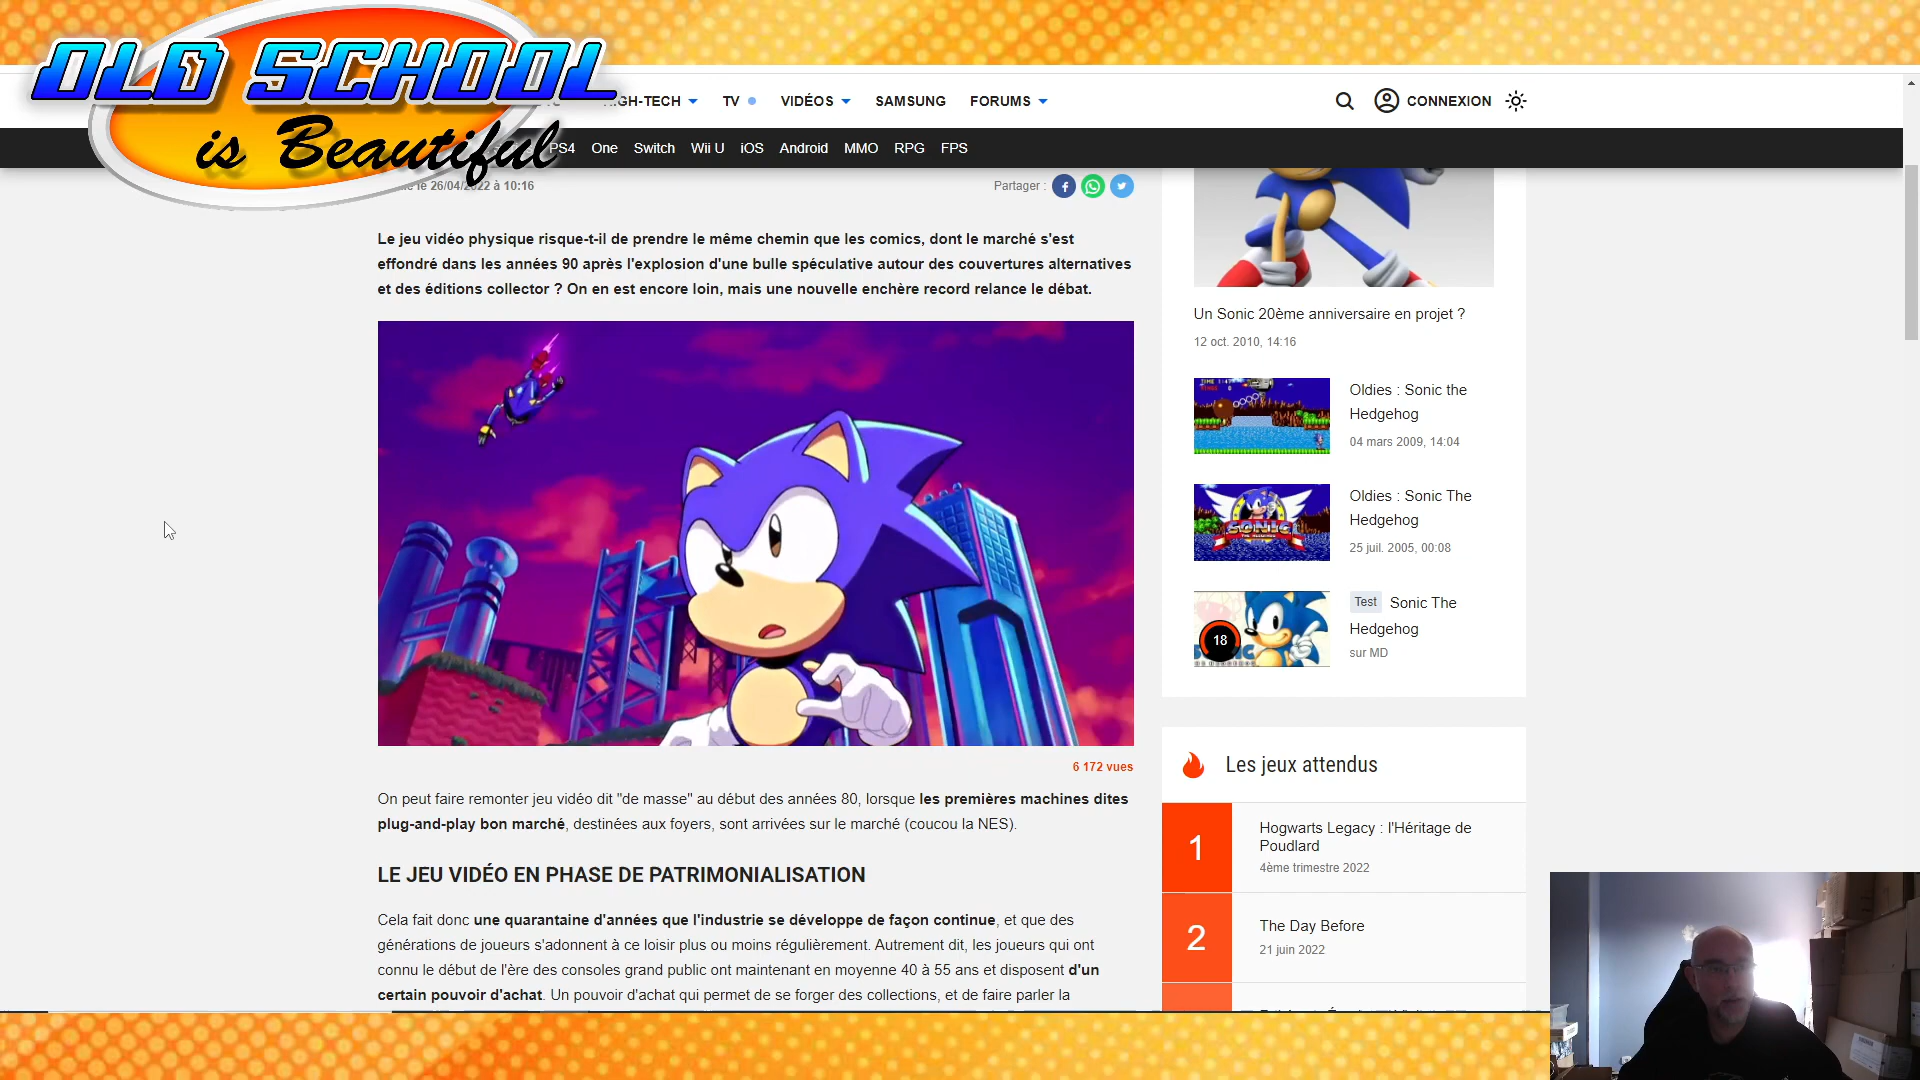 OLD SCHOOL
is Beautiful
HIGH-TECH
TV
VIDÉOS
SAMSUNG
FORUMS
CONNEXION
PS4
One
Switch
Wii U
iOS
Android
MMO
RPG
FPS
le 26/04/2022 à 10:16
Partager :
Le jeu vidéo physique risque-t-il de prendre le même chemin que les comics, dont le marché s'est
effondré dans les années 90 après l'explosion d'une bulle spéculative autour des couvertures alternatives
et des éditions collector ? On en est encore loin, mais une nouvelle enchère record relance le débat.
6 172 vues
On peut faire remonter jeu vidéo dit "de masse" au début des années 80, lorsque les premières machines dites
plug-and-play bon marché, destinées aux foyers, sont arrivées sur le marché (coucou la NES).
LE JEU VIDÉO EN PHASE DE PATRIMONIALISATION
Cela fait donc une quarantaine d'années que l'industrie se développe de façon continue, et que des
générations de joueurs s'adonnent à ce loisir plus ou moins régulièrement. Autrement dit, les joueurs qui ont
connu le début de l'ère des consoles grand public ont maintenant en moyenne 40 à 55 ans et disposent d'un
certain pouvoir d'achat. Un pouvoir d'achat qui permet de se forger des collections, et de faire parler la
Un Sonic 20ème anniversaire en projet ?
12 oct. 2010, 14:16
Oldies : Sonic the
Hedgehog
04 mars 2009, 14:04
SONIC
Oldies : Sonic The
Hedgehog
25 juil. 2005, 00:08
18
Test Sonic The
Hedgehog
sur MD
Les jeux attendus
1
Hogwarts Legacy : l'Héritage de
Poudlard
4ème trimestre 2022
2
The Day Before
21 juin 2022